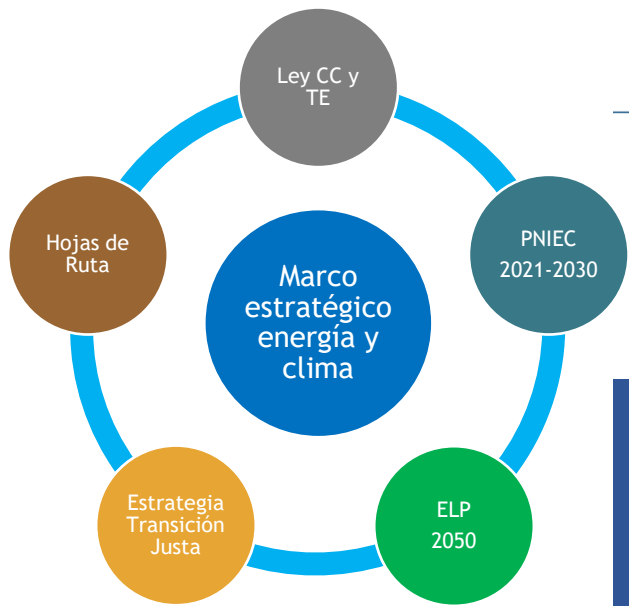 Ley CC y
TE
PNIEC
2021-2030
ELP
2050
Estrategia
Transición
Justa
Hojas de
Ruta
Marco
estratégico
energía y
clima